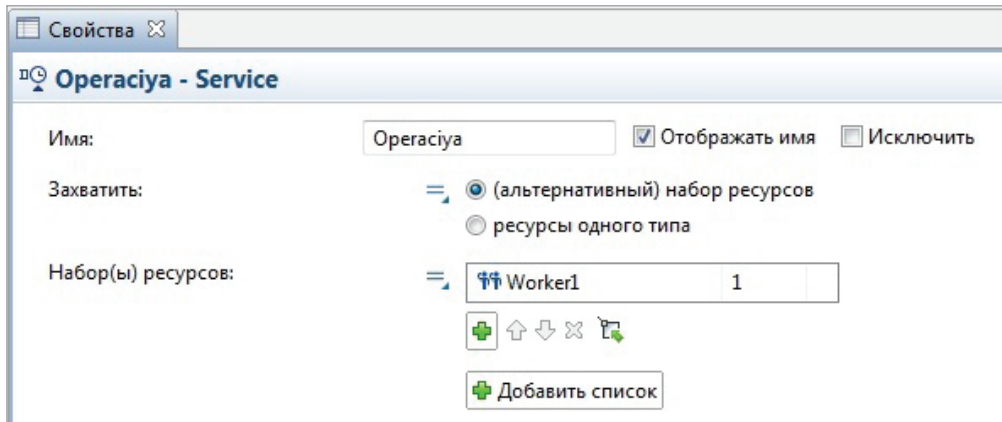 Свойства
Operaciya - Service
Имя: Operaciya Отображать имя Исключить
Захватить: (альтернативный) набор ресурсов
ресурсы одного типа
Набор(ы) ресурсов: Worker1 1
Добавить список